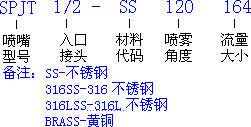 SPJT 1/2 - SS 120 164
喷嘴 入口 材料 喷雾 流量
型号 接头 代码 角度 大小
备注: SS-不锈钢
316SS-316 不锈钢
316LSS-316L 不锈钢
BRASS-黄铜